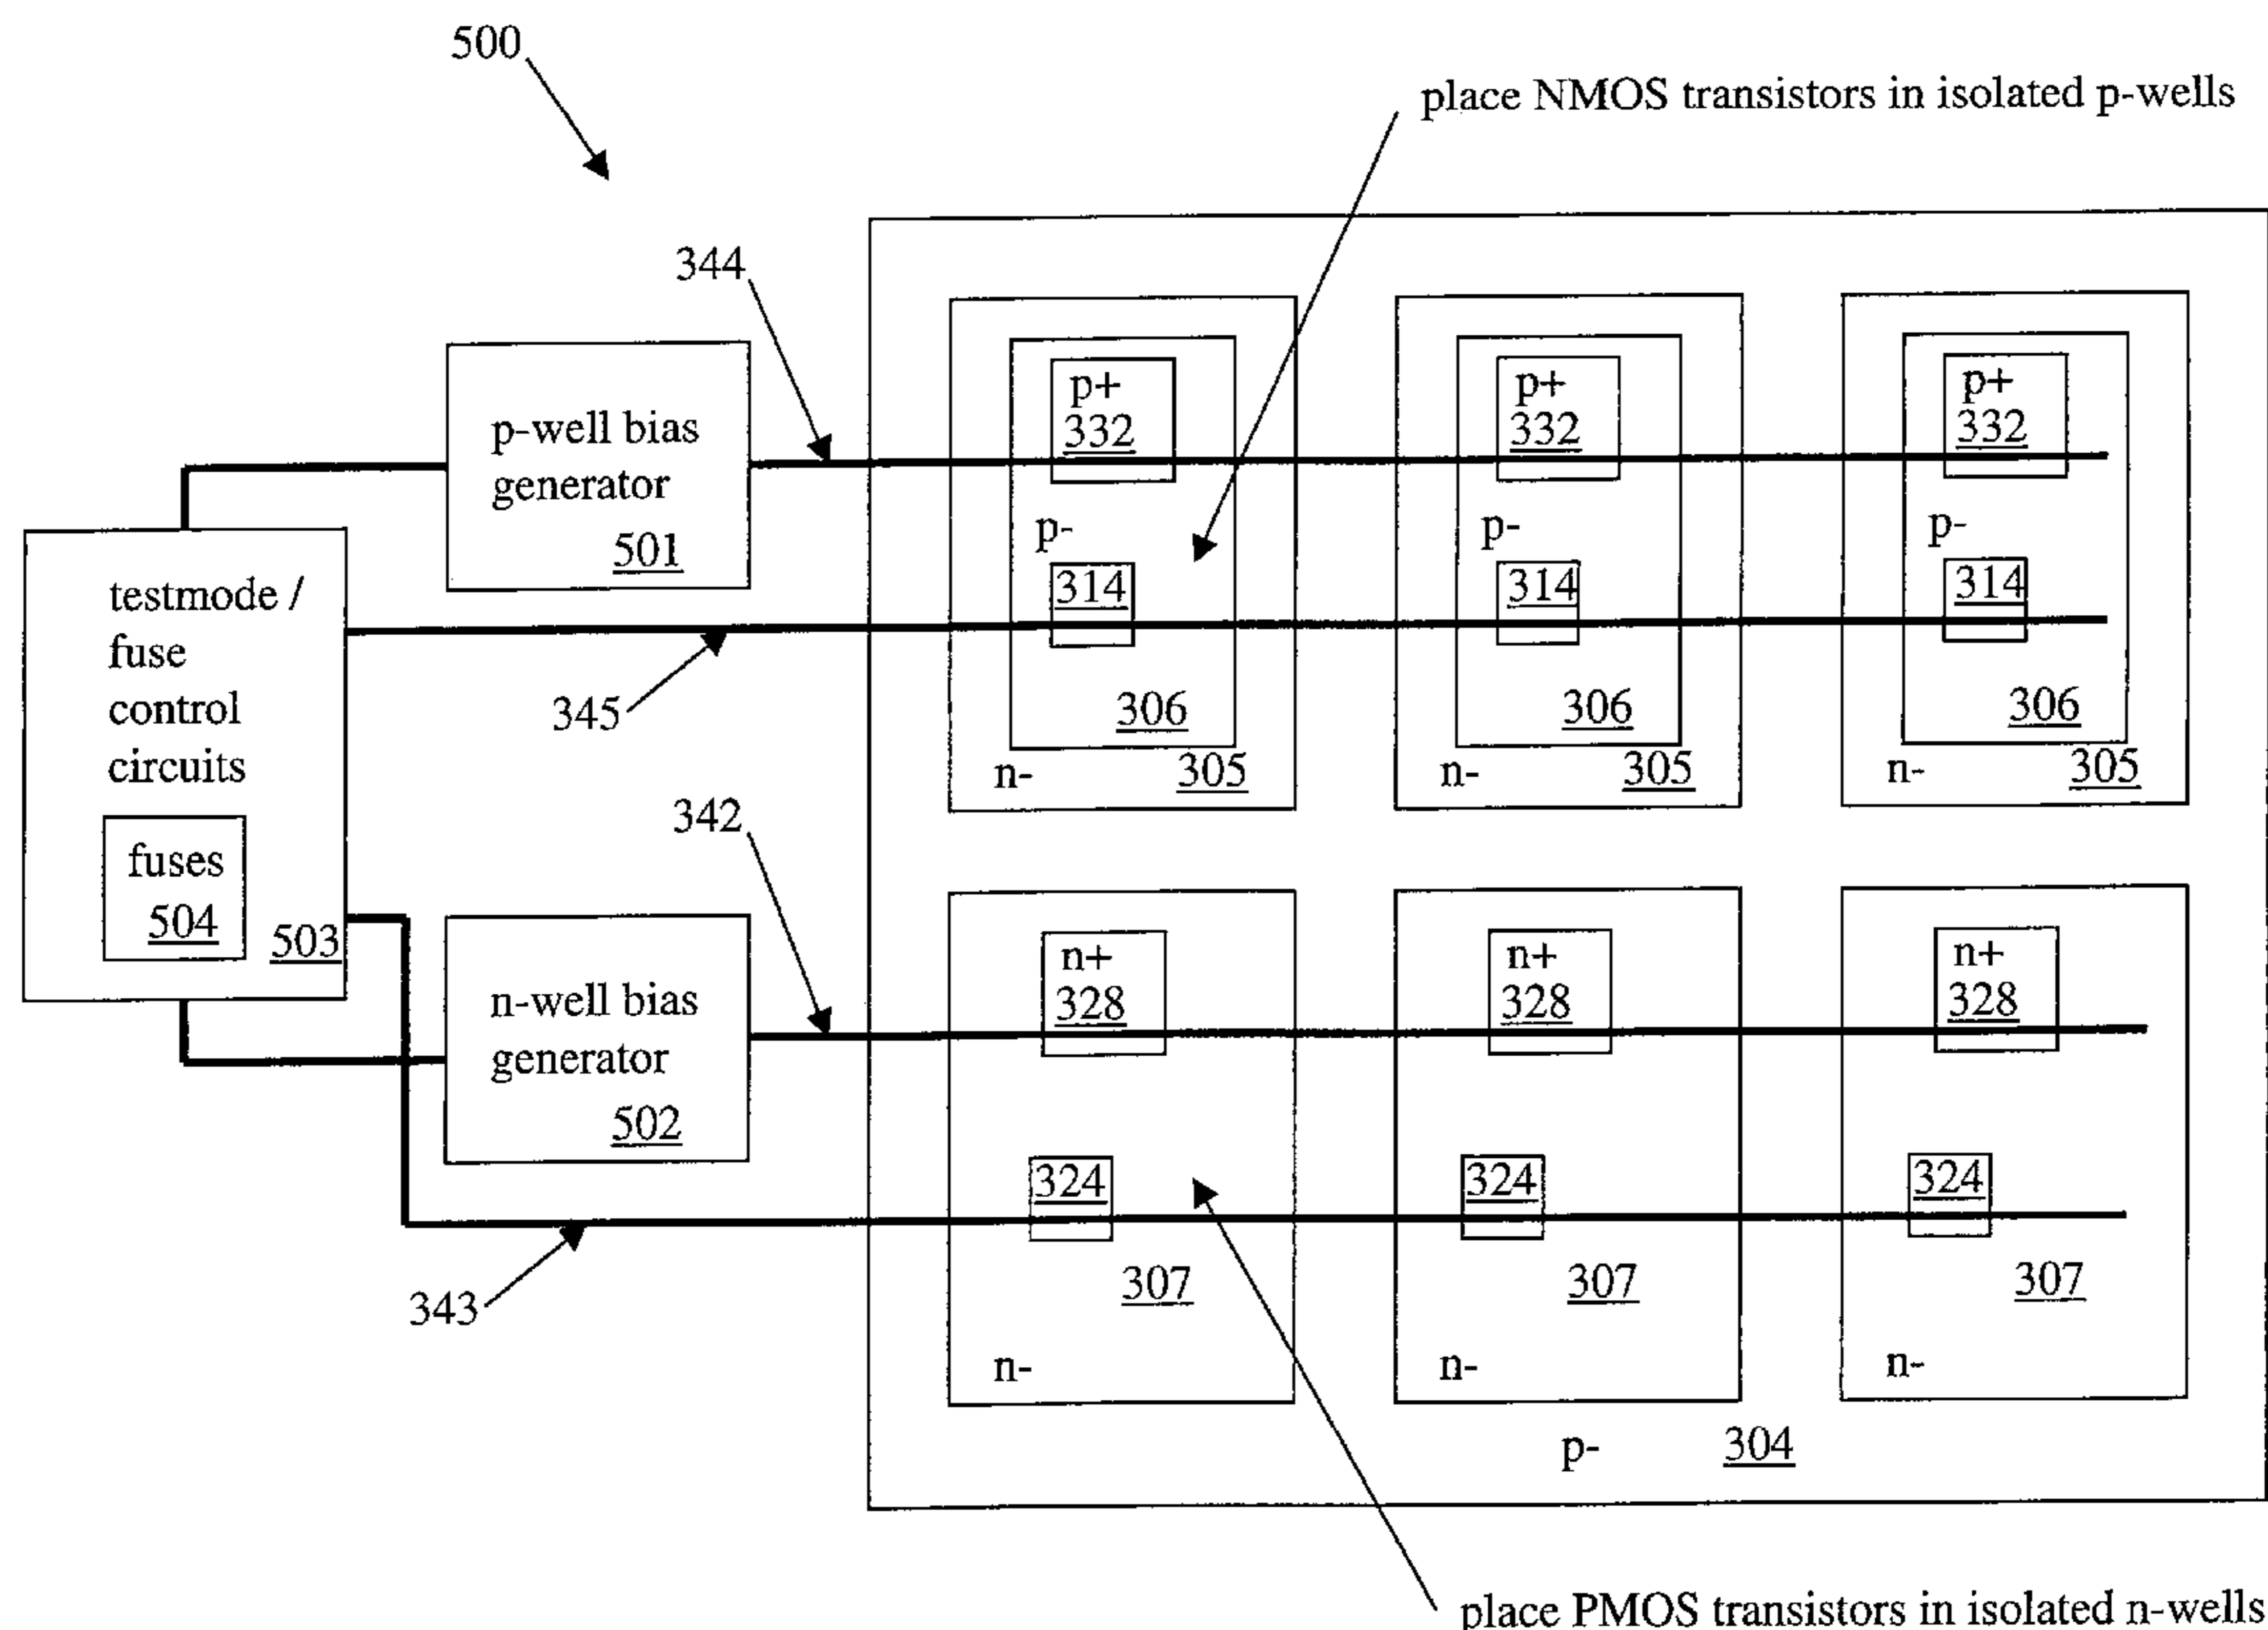 500
place NMOS transistors in isolated p-wells
344
p-well bias
generator
501
p+
332
p+
332
p+
332
p-
p-
p-
314
314
314
testmode /
fuse
control
circuits
345
306
306
306
n-
305
n-
305
n-
305
342
fuses
504
503
n-well bias
generator
502
n+
328
n+
328
n+
328
324
324
324
343
307
307
307
n-
n-
n-
p-
304
place PMOS transistors in isolated n-wells